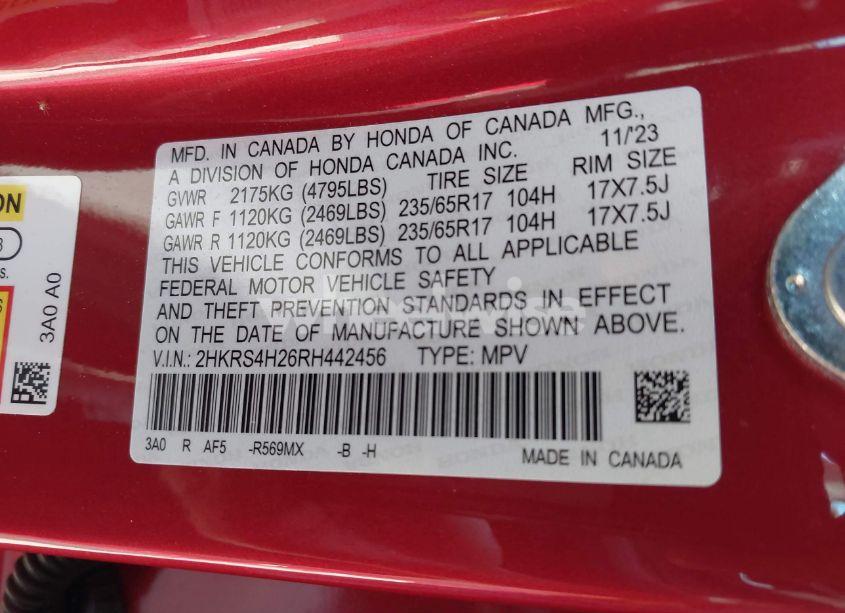 MFD. IN CANADA BY HONDA OF CANADA MFG.,
A DIVISION OF HONDA CANADA INC. 11/'23
GVWR 2175KG (4795LBS) TIRE SIZE RIM SIZE
GAWR F 1120KG (2469LBS) 235/65R17 104H 17X7.5J
GAWR R 1120KG (2469LBS) 235/65R17 104H 17X7.5J
THIS VEHICLE CONFORMS TO ALL APPLICABLE
FEDERAL MOTOR VEHICLE SAFETY
AND THEFT PREVENTION STANDARDS IN EFFECT
ON THE DATE OF MANUFACTURE SHOWN ABOVE.
V.I.N.: 2HKRS4H26RH442456 TYPE: MPV
3A0 R AF5 -R569MX -B -H
MADE IN CANADA
3A0 A0